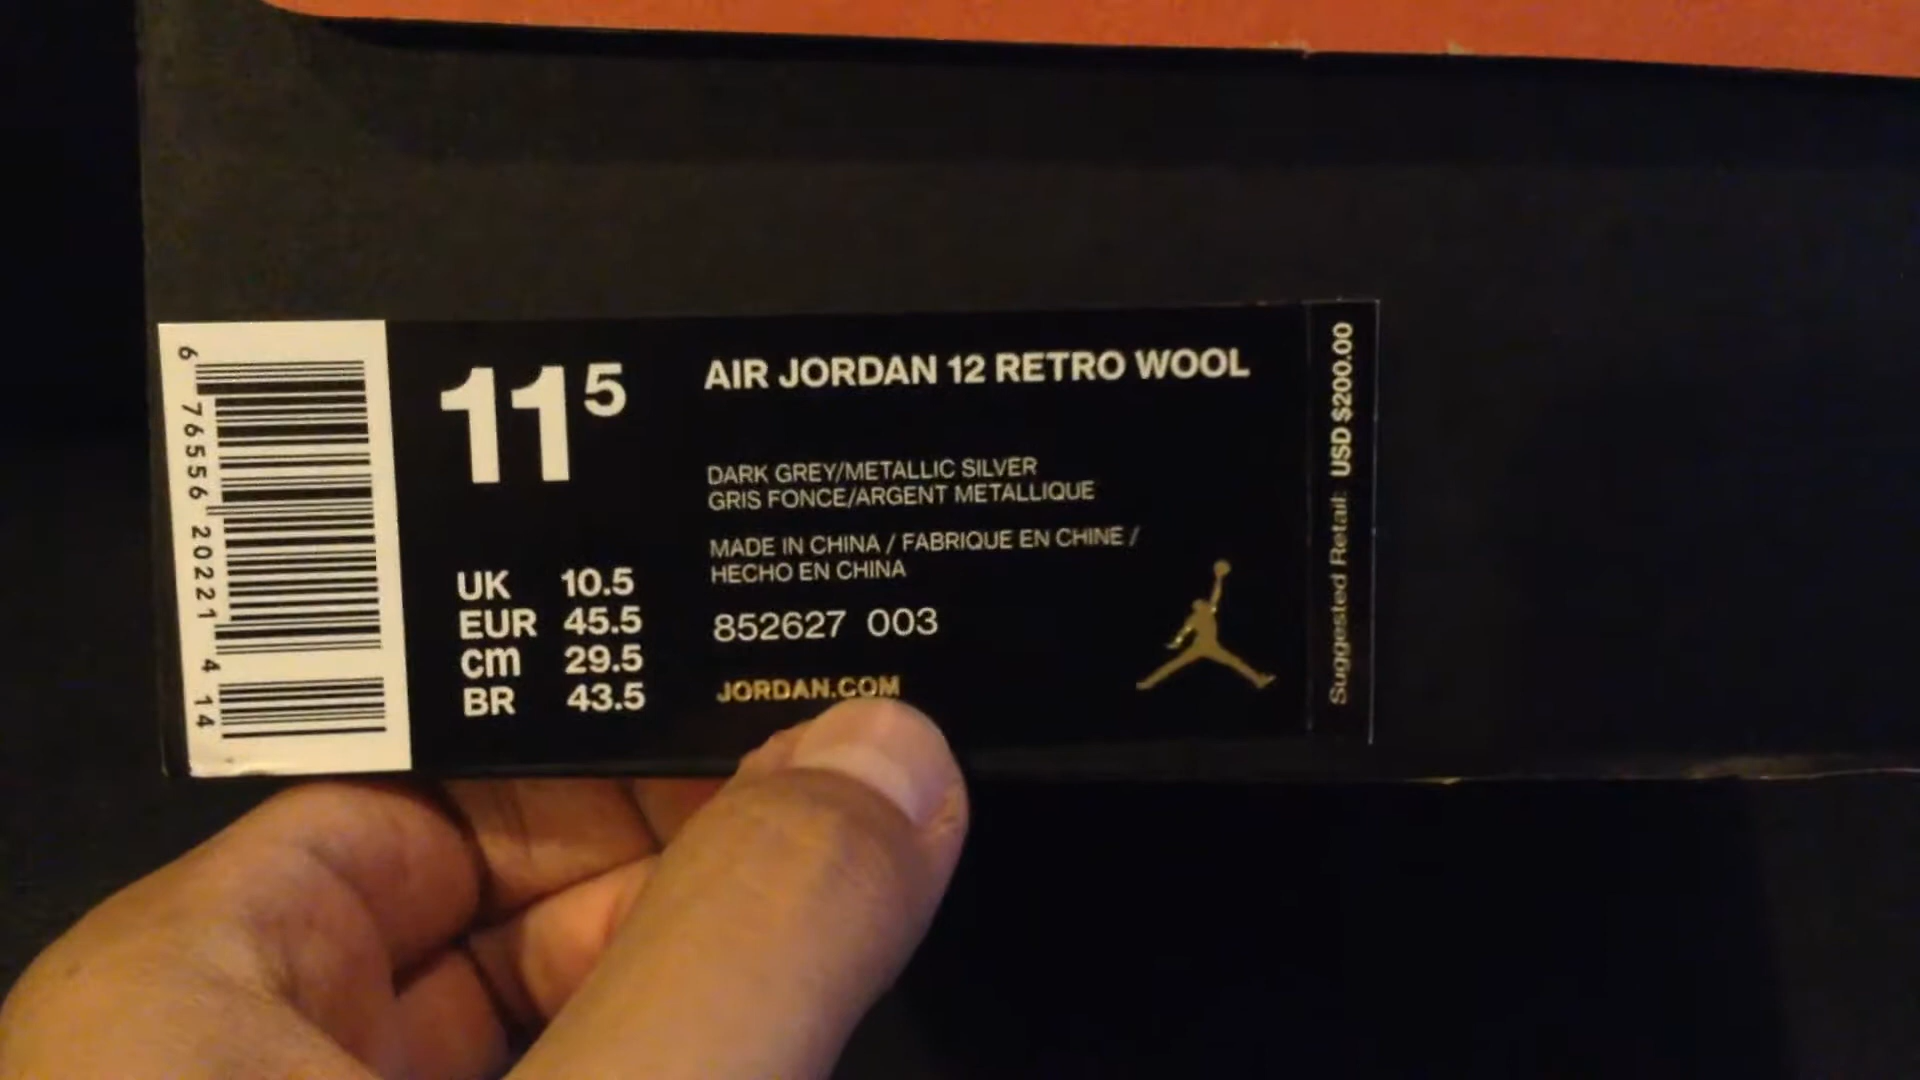 6 76556 20221 4 14
11⁵
UK 10.5
EUR 45.5
cm 29.5
BR 43.5
AIR JORDAN 12 RETRO WOOL
DARK GREY/METALLIC SILVER
GRIS FONCE/ARGENT METALLIQUE
MADE IN CHINA / FABRIQUE EN CHINE /
HECHO EN CHINA
852627 003
JORDAN.COM
Suggested Retail: USD $200.00